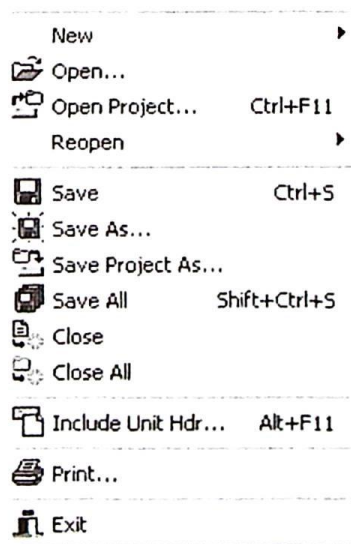 New
Open...
Open Project... Ctrl+F11
Reopen
Save Ctrl+S
Save As...
Save Project As...
Save All Shift+Ctrl+S
Close
Close All
Include Unit Hdr... Alt+F11
Print...
Exit